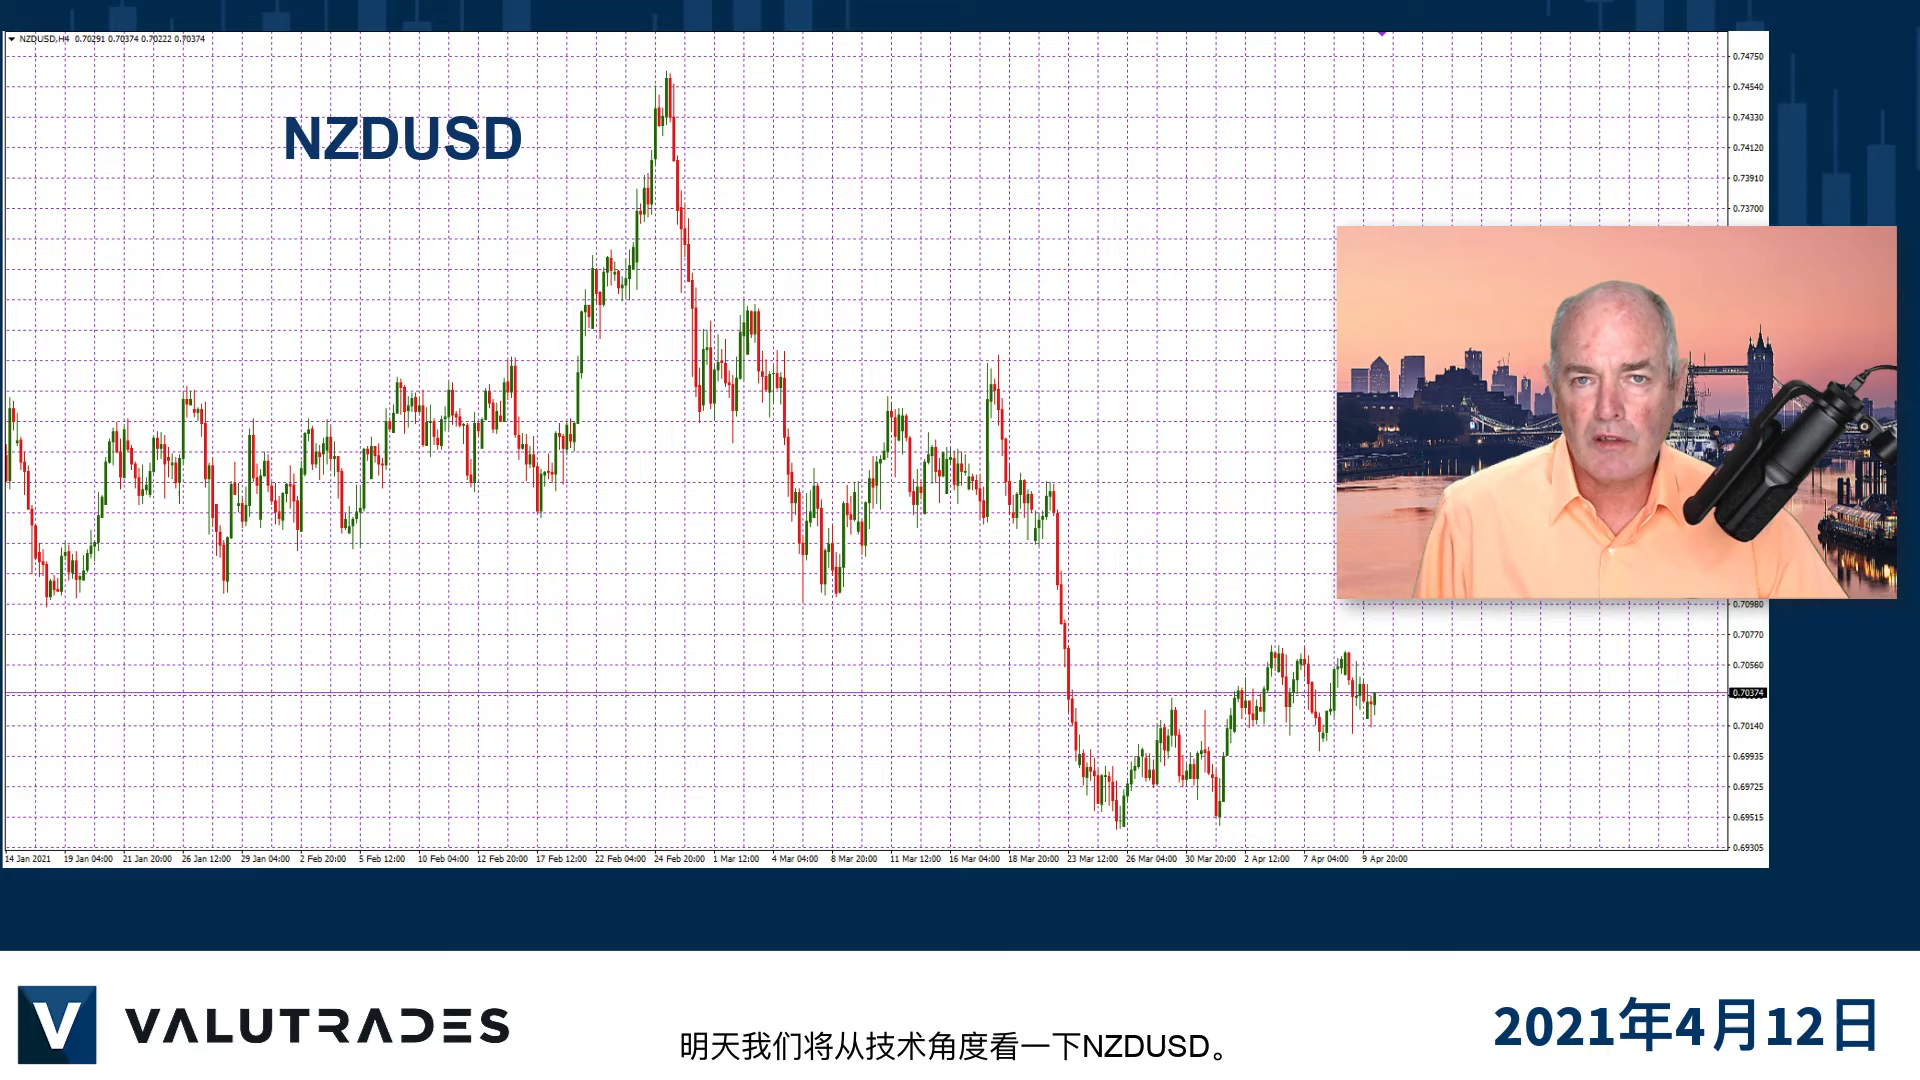 NZDUSD,H4 0.70291 0.70374 0.70222 0.70374
NZDUSD
0.74750
0.74540
0.74330
0.74120
0.73910
0.73700
0.70980
0.70770
0.70560
0.70374
0.70140
0.69935
0.69725
0.69515
0.69305
14 Jan 2021 19 Jan 04:00 21 Jan 20:00 26 Jan 12:00 29 Jan 04:00 2 Feb 20:00 5 Feb 12:00 10 Feb 04:00 12 Feb 20:00 17 Feb 12:00 22 Feb 04:00 24 Feb 20:00 1 Mar 12:00 4 Mar 04:00 8 Mar 20:00 11 Mar 12:00 16 Mar 04:00 18 Mar 20:00 23 Mar 12:00 26 Mar 04:00 30 Mar 20:00 2 Apr 12:00 7 Apr 04:00 9 Apr 20:00
V VALUTRADES
明天我们将从技术角度看一下NZDUSD。
2021年4月12日